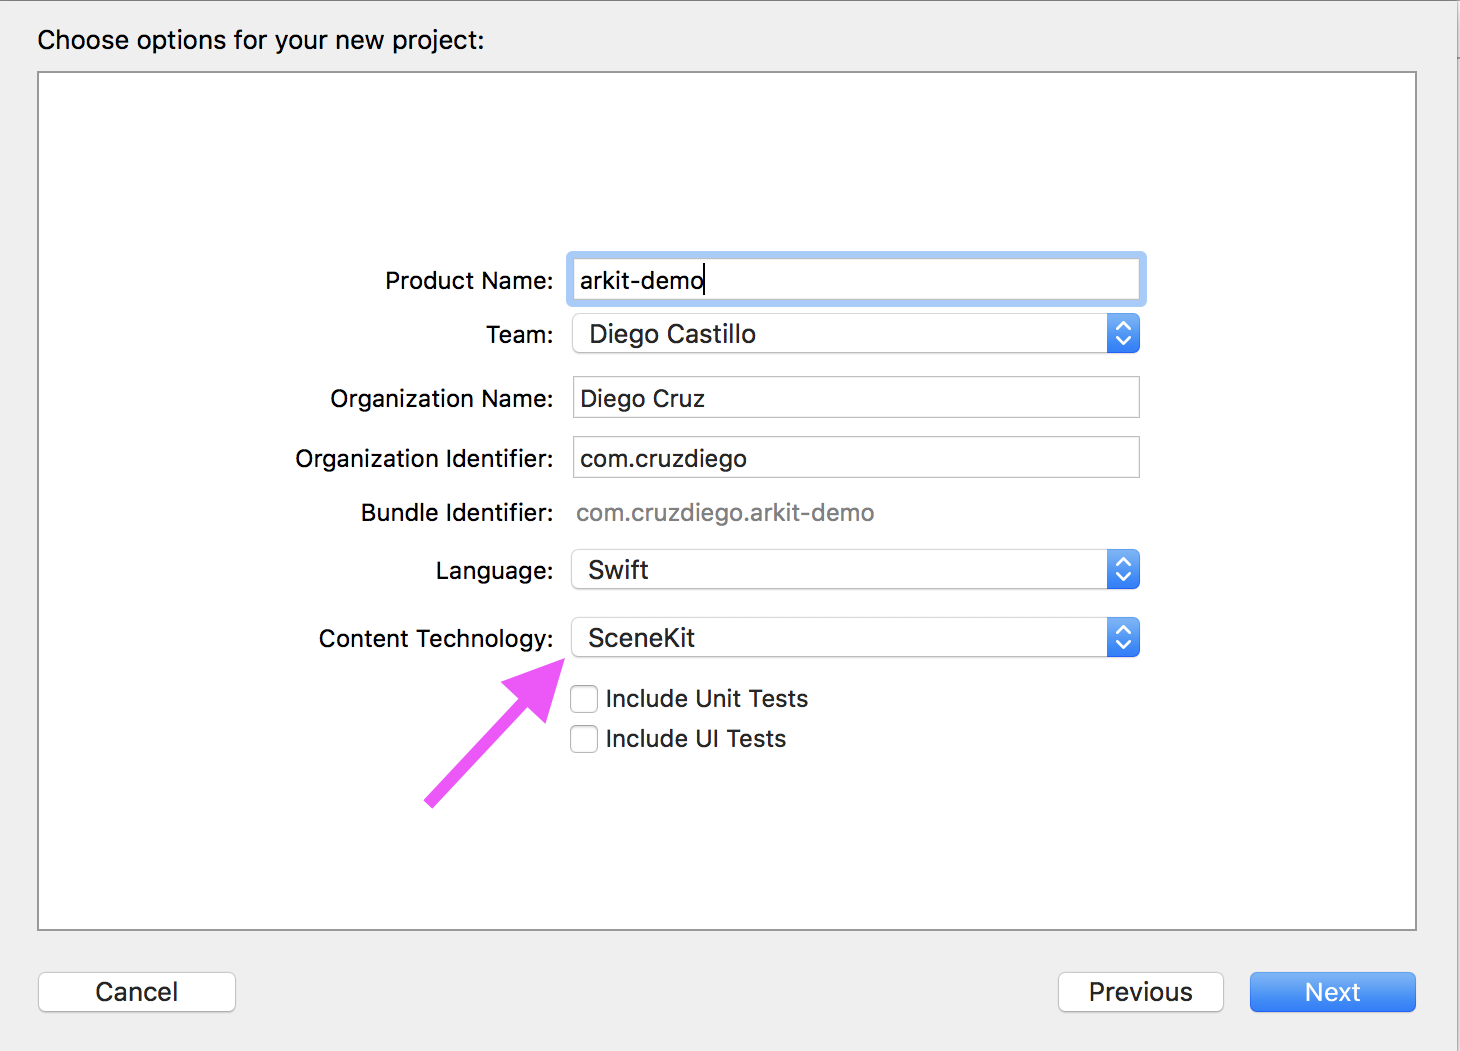 Choose options for your new project:
Product Name: arkit-demo
Team: Diego Castillo
Organization Name: Diego Cruz
Organization Identifier: com.cruzdiego
Bundle Identifier: com.cruzdiego.arkit-demo
Language: Swift
Content Technology: SceneKit
Include Unit Tests
Include UI Tests
Cancel Previous Next